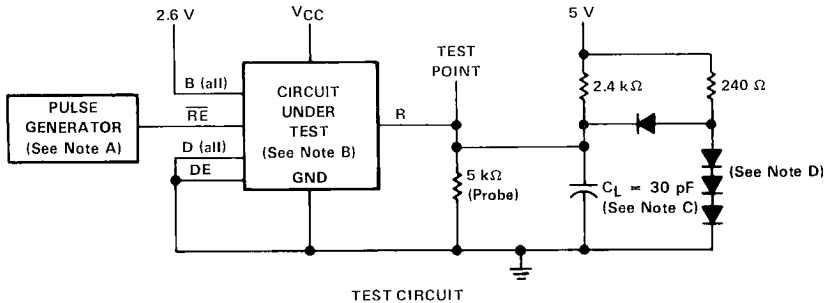 2.6 V
VCC
5 V
TEST
POINT
2.4 kΩ
240 Ω
B (all)
CIRCUIT
UNDER
TEST
(See Note B)
GND
PULSE
GENERATOR
(See Note A)
RE
R
D (all)
DE
5 kΩ
(Probe)
CL = 30 pF
(See Note C)
(See Note D)
TEST CIRCUIT